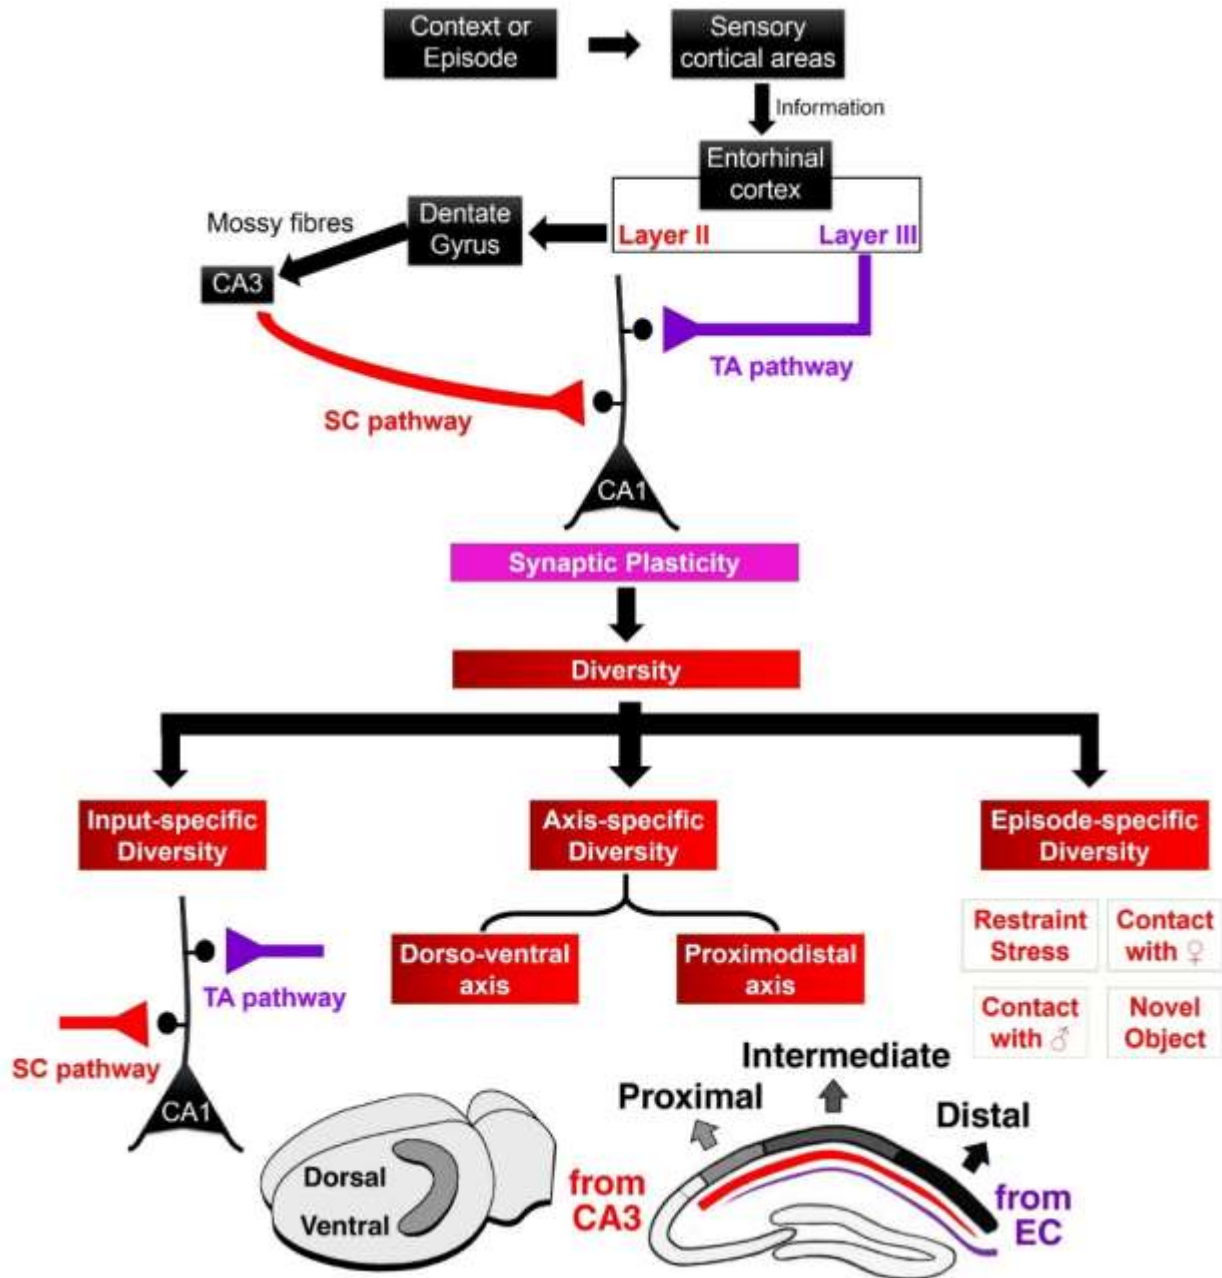 Context or
Episode
Sensory
cortical areas
Information
Entorhinal
cortex
Layer II
Layer III
Dentate
Gyrus
Mossy fibres
CA3
TA pathway
SC pathway
CA1
Synaptic Plasticity
Diversity
Input-specific
Diversity
Axis-specific
Diversity
Episode-specific
Diversity
TA pathway
SC pathway
CA1
Dorso-ventral
axis
Proximodistal
axis
Restraint
Stress
Contact
with ♀
Contact
with ♂
Novel
Object
Dorsal
Ventral
Proximal
Intermediate
Distal
from
CA3
from
EC